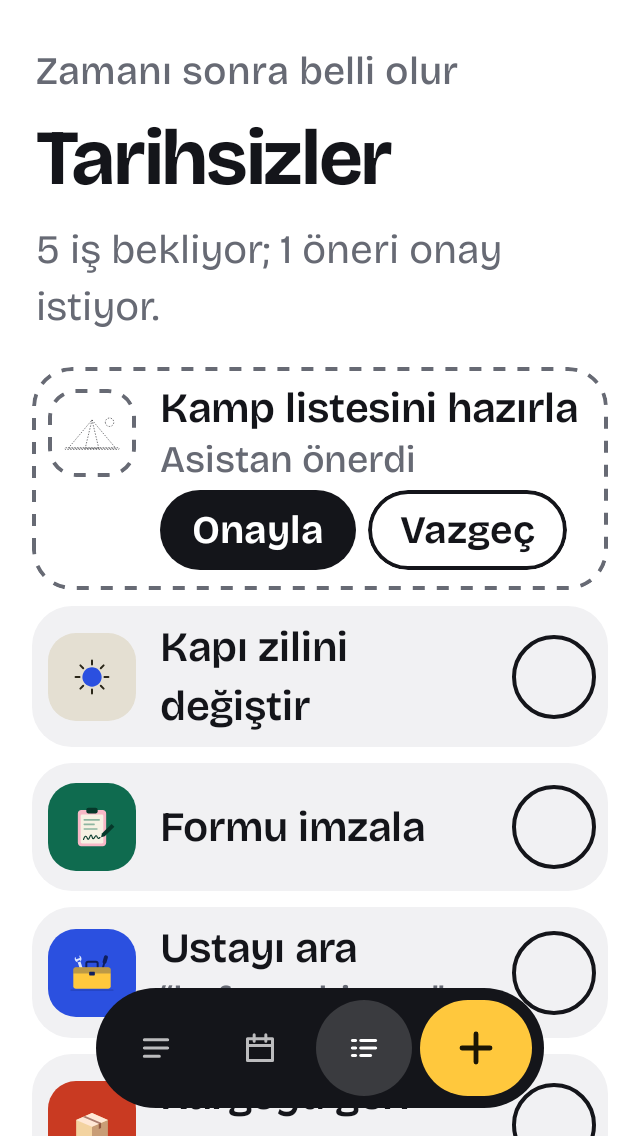 Zamanı sonra belli olur
Tarihsizler
5 iş bekliyor; 1 öneri onay
istiyor.
Kamp listesini hazırla
Asistan önerdi
Onayla
Vazgeç
Kapı zilini
değiştir
Formu imzala
Ustayı ara